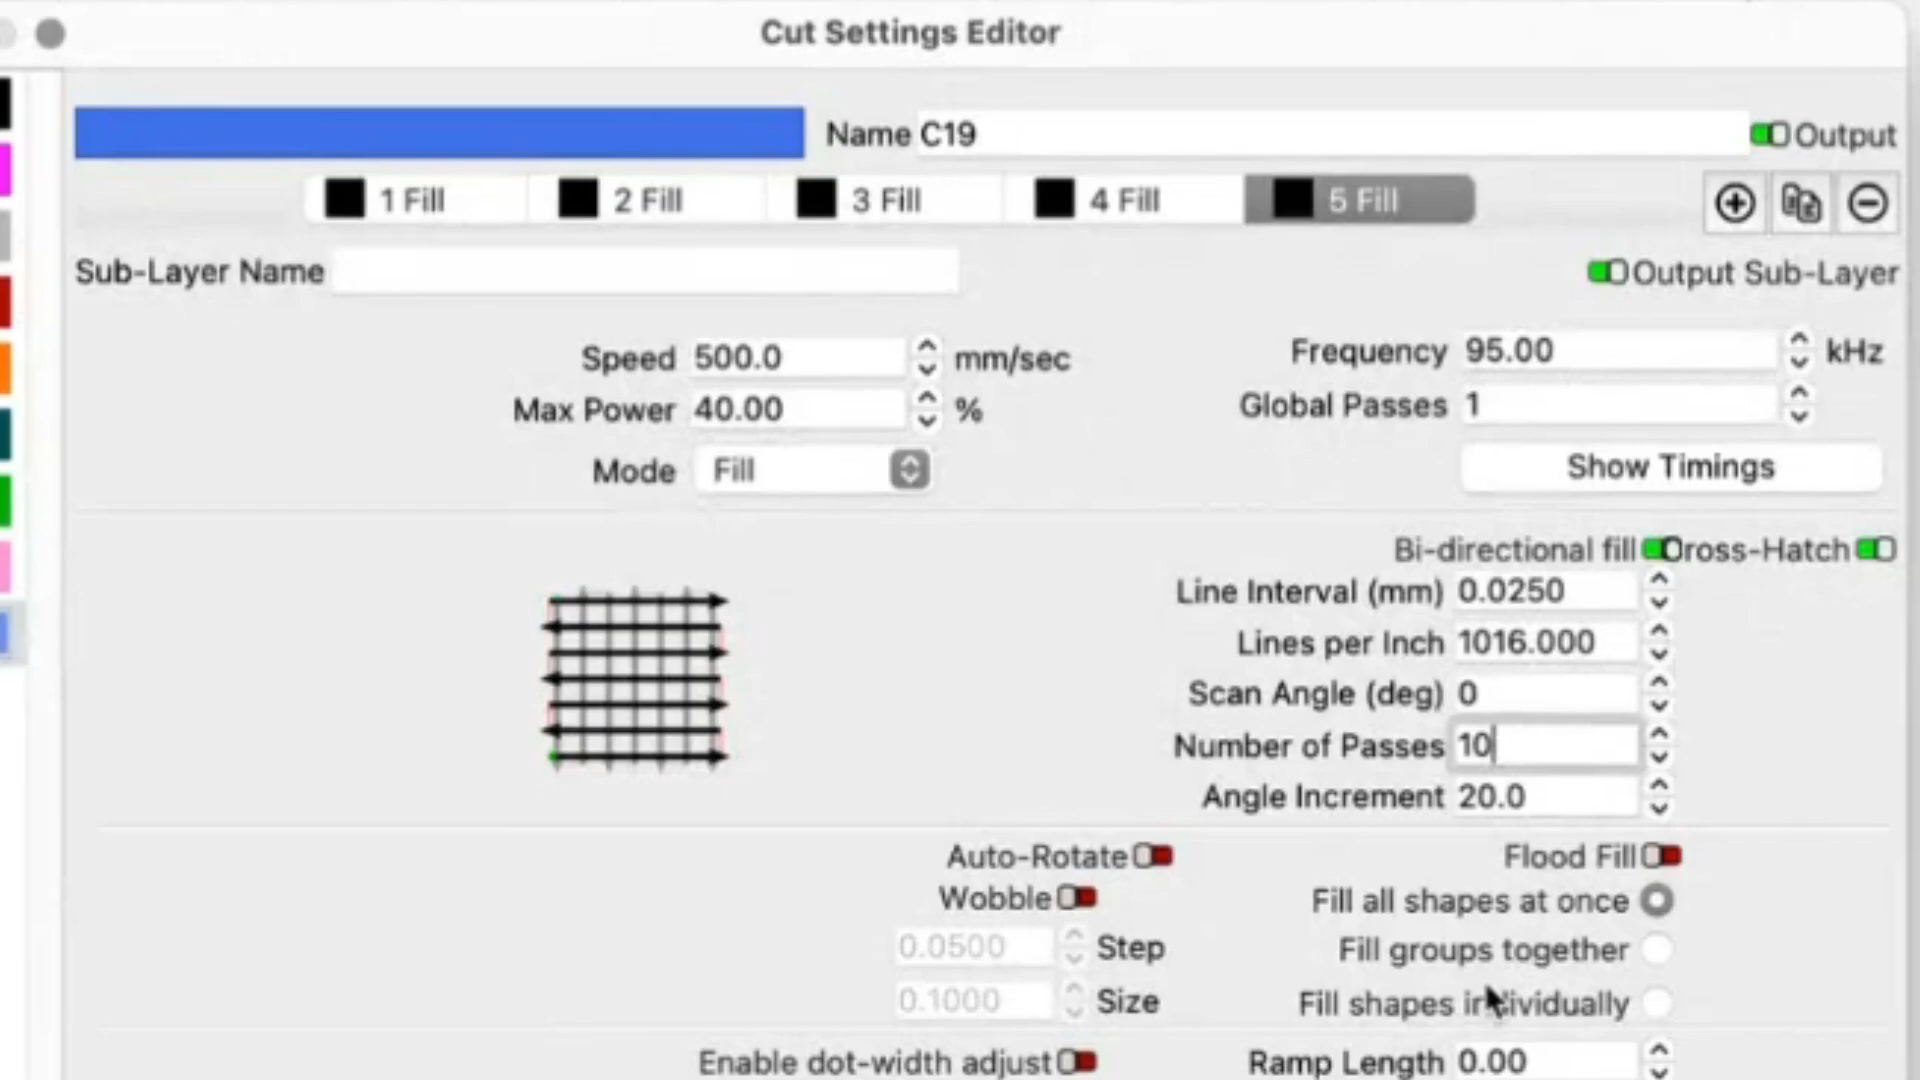 Cut Settings Editor
Name C19 Output
1 Fill 2 Fill 3 Fill 4 Fill 5 Fill
Sub-Layer Name Output Sub-Layer
Speed 500.0 mm/sec Frequency 95.00 kHz
Max Power 40.00 % Global Passes 1
Mode Fill Show Timings
Bi-directional fill Cross-Hatch
Line Interval (mm) 0.0250
Lines per Inch 1016.000
Scan Angle (deg) 0
Number of Passes 10
Angle Increment 20.0
Auto-Rotate Flood Fill
Wobble Fill all shapes at once
0.0500 Step Fill groups together
0.1000 Size Fill shapes individually
Enable dot-width adjust Ramp Length 0.00